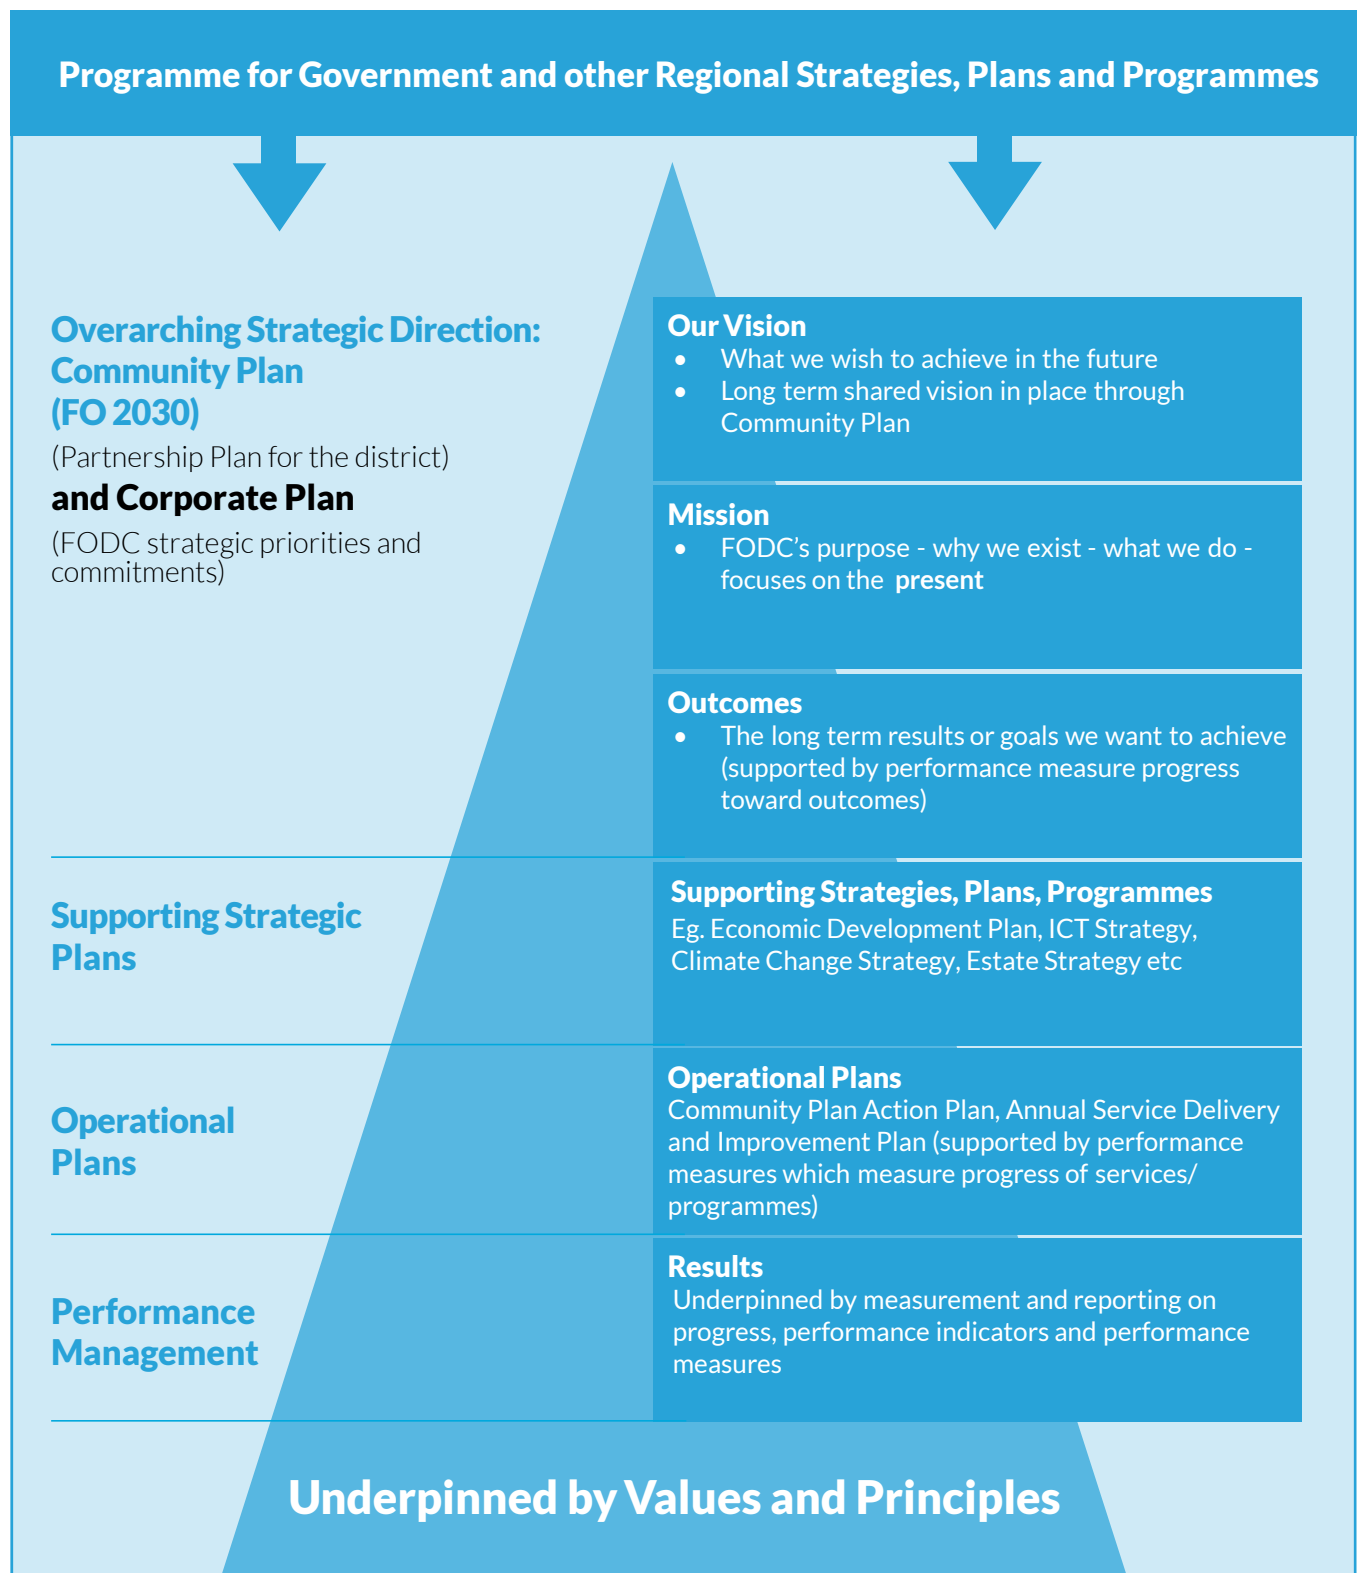 Programme for Government and other Regional Strategies, Plans and Programmes
Overarching Strategic Direction:
Community Plan
(FO 2030)
(Partnership Plan for the district)
and Corporate Plan
(FODC strategic priorities and
commitments)
Our Vision
• What we wish to achieve in the future
• Long term shared vision in place through
Community Plan
Mission
• FODC’s purpose - why we exist - what we do -
focuses on the present
Outcomes
• The long term results or goals we want to achieve
(supported by performance measure progress
toward outcomes)
Supporting Strategic
Plans
Supporting Strategies, Plans, Programmes
Eg. Economic Development Plan, ICT Strategy,
Climate Change Strategy, Estate Strategy etc
Operational
Plans
Operational Plans
Community Plan Action Plan, Annual Service Delivery
and Improvement Plan (supported by performance
measures which measure progress of services/
programmes)
Performance
Management
Results
Underpinned by measurement and reporting on
progress, performance indicators and performance
measures
Underpinned by Values and Principles